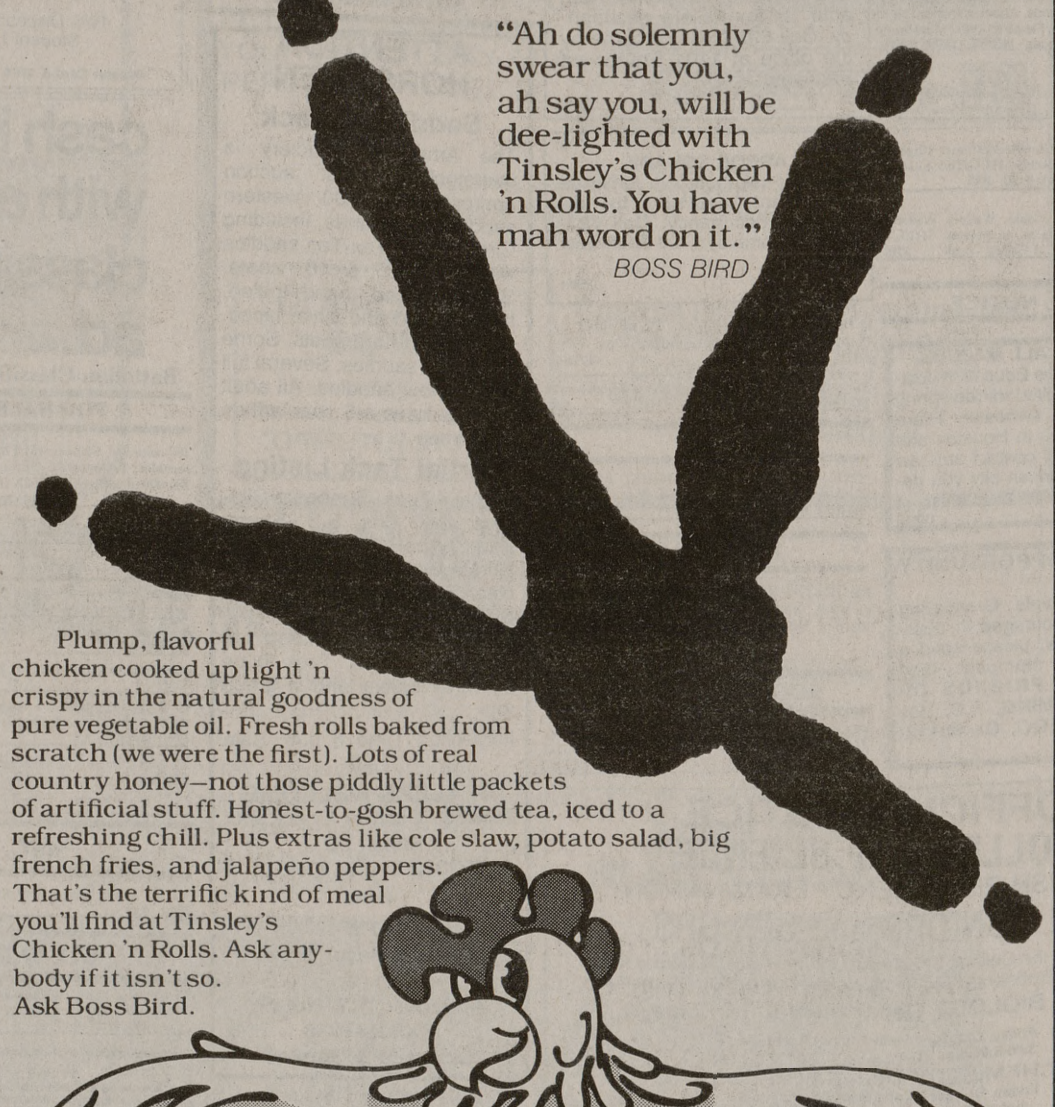 “Ah do solemnly
swear that you,
ah say you, will be
dee-lighted with
Tinsley’s Chicken
’n Rolls. You have
mah word on it.”
BOSS BIRD
Plump, flavorful
chicken cooked up light ’n
crispy in the natural goodness of
pure vegetable oil. Fresh rolls baked from
scratch (we were the first). Lots of real
country honey—not those piddly little packets
of artificial stuff. Honest-to-gosh brewed tea, iced to a
refreshing chill. Plus extras like cole slaw, potato salad, big
french fries, and jalapeño peppers.
That’s the terrific kind of meal
you’ll find at Tinsley’s
Chicken ’n Rolls. Ask any-
body if it isn’t so.
Ask Boss Bird.